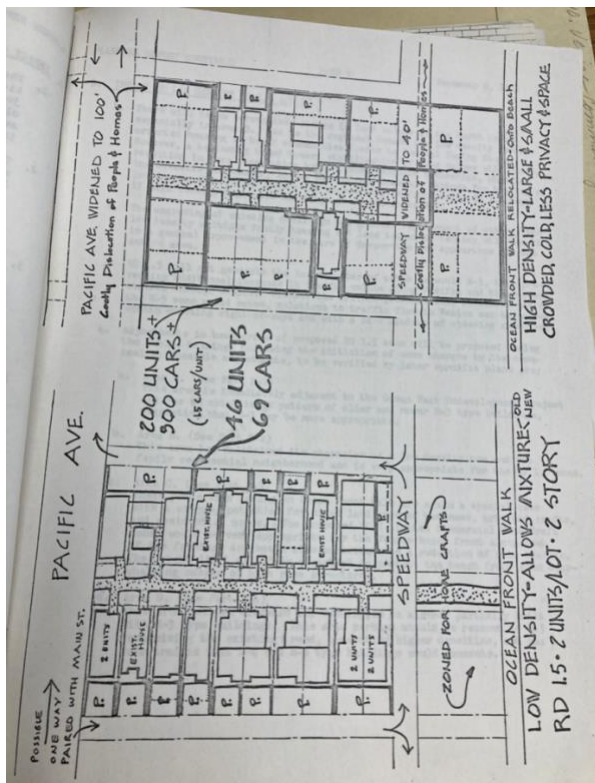 POSSIBLE
ONE WAY
PAIRED WITH MAIN ST.
PACIFIC AVE.
2 UNITS
EXIST. HOUSE
EXIST. HOUSE
EXIST. HOUSE
2 UNITS
2 UNITS
P.
P.
P.
P.
P.
P.
P.
P.
P.
P.
P.
P.
P.
SPEEDWAY
ZONED FOR HOME CRAFTS
OCEAN FRONT WALK
LOW DENSITY-ALLOWS MIXTURE<OLD
NEW
RD 1.5 • 2 UNITS/LOT • 2 STORY
200 UNITS±
300 CARS±
(1.5 CARS/UNIT)
46 UNITS
69 CARS
PACIFIC AVE. WIDENED TO 100'
Costly Dislocation of People & Homes
P.
P.
P.
P.
P.
P.
P.
P.
P.
P.
P.
SPEEDWAY WIDENED TO 40'
Costly Dislocation of People & Homes
P.
P.
OCEAN FRONT WALK RELOCATED-Onto Beach
HIGH DENSITY-LARGE & SMALL
CROWDED, COLD, LESS PRIVACY & SPACE